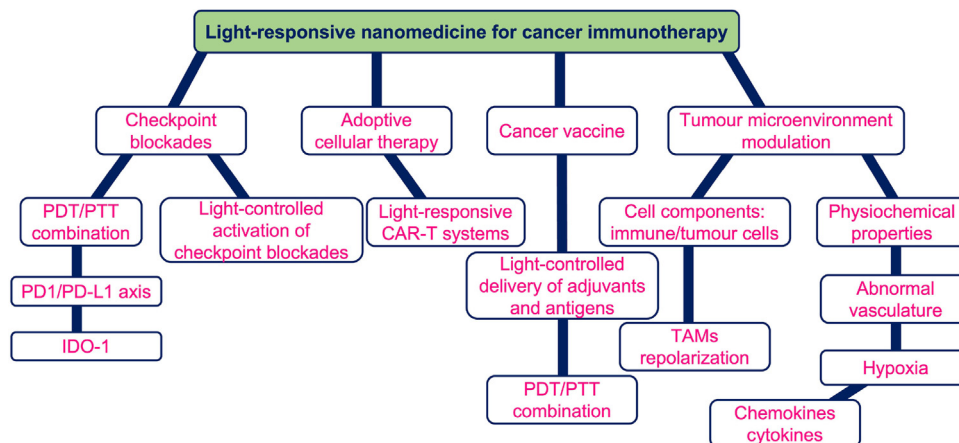 Light-responsive nanomedicine for cancer immunotherapy
Checkpoint
blockades
Adoptive
cellular therapy
Cancer vaccine
Tumour microenvironment
modulation
PDT/PTT
combination
Light-controlled
activation of
checkpoint blockades
Light-responsive
CAR-T systems
Cell components:
immune/tumour cells
Physiochemical
properties
PD1/PD-L1 axis
IDO-1
Light-controlled
delivery of adjuvants
and antigens
PDT/PTT
combination
TAMs
repolarization
Abnormal
vasculature
Hypoxia
Chemokines
cytokines